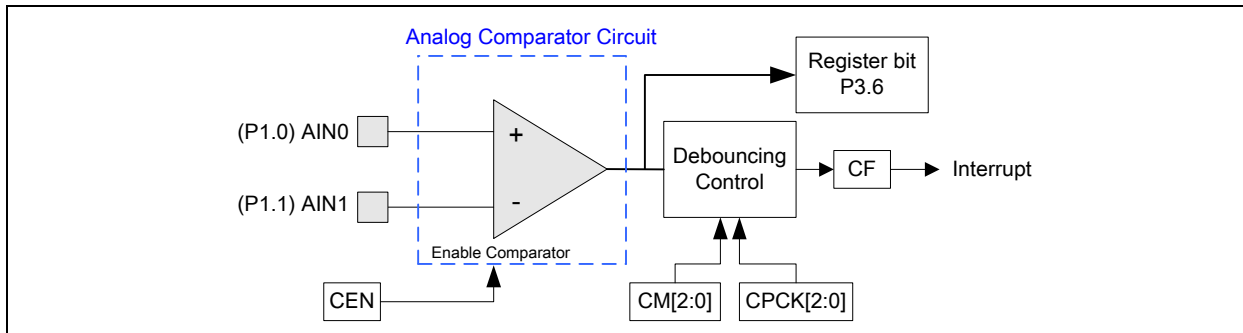 Analog Comparator Circuit
Register bit
P3.6
(P1.0) AIN0
+
Debouncing
Control
CF
Interrupt
(P1.1) AIN1
-
Enable Comparator
CEN
CM[2:0]
CPCK[2:0]